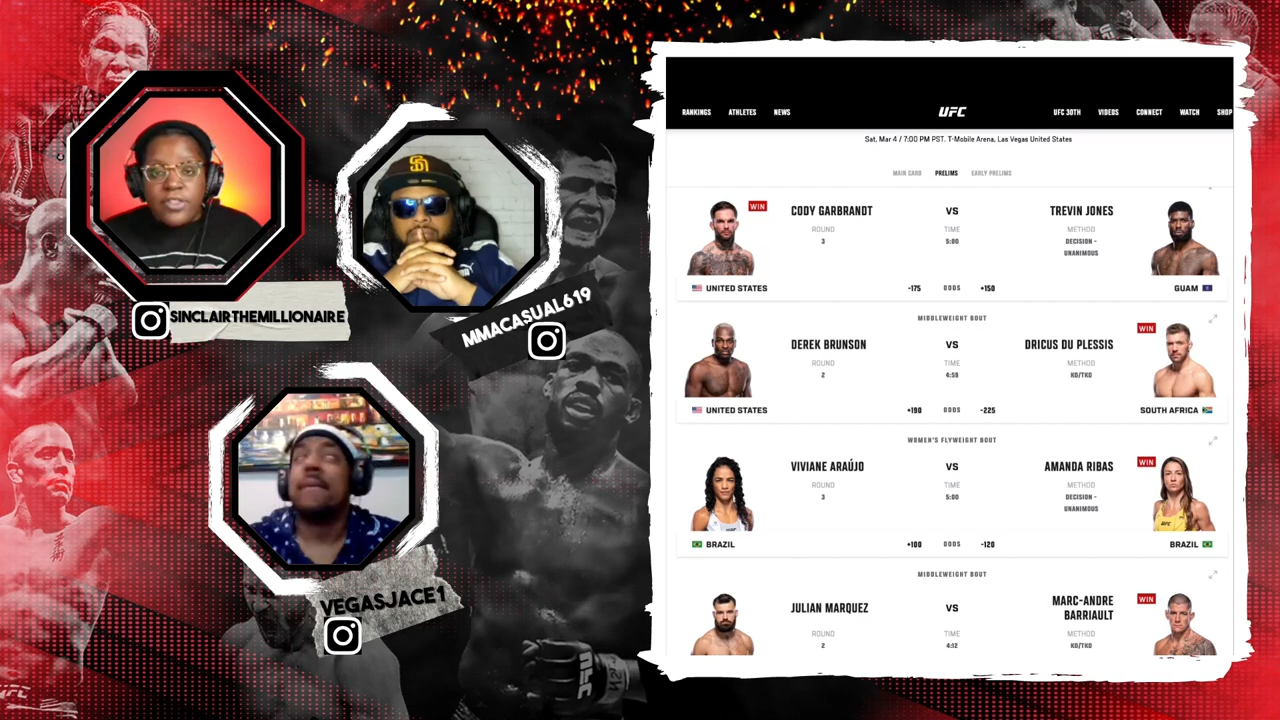 SINCLAIRTHEMILLIONAIRE
MMACASUAL619
VEGASJACE1
RANKINGS ATHLETES NEWS UFC UFC 30TH VIDEOS CONNECT WATCH SHOP
Sat, Mar 4 / 7:00 PM PST. T-Mobile Arena, Las Vegas United States
MAIN CARD PRELIMS EARLY PRELIMS
WIN CODY GARBRANDT VS TREVIN JONES
ROUND TIME METHOD
3 5:00 DECISION -
UNANIMOUS
UNITED STATES -175 ODDS +150 GUAM
MIDDLEWEIGHT BOUT
DEREK BRUNSON VS DRICUS DU PLESSIS WIN
ROUND TIME METHOD
2 4:59 KO/TKO
UNITED STATES +190 ODDS -225 SOUTH AFRICA
WOMEN'S FLYWEIGHT BOUT
VIVIANE ARAÚJO VS AMANDA RIBAS WIN
ROUND TIME METHOD
3 5:00 DECISION -
UNANIMOUS
BRAZIL +100 ODDS -120 BRAZIL
MIDDLEWEIGHT BOUT
JULIAN MARQUEZ VS MARC-ANDRE BARRIAULT WIN
ROUND TIME METHOD
2 4:12 KO/TKO
SD
UFC
UFC